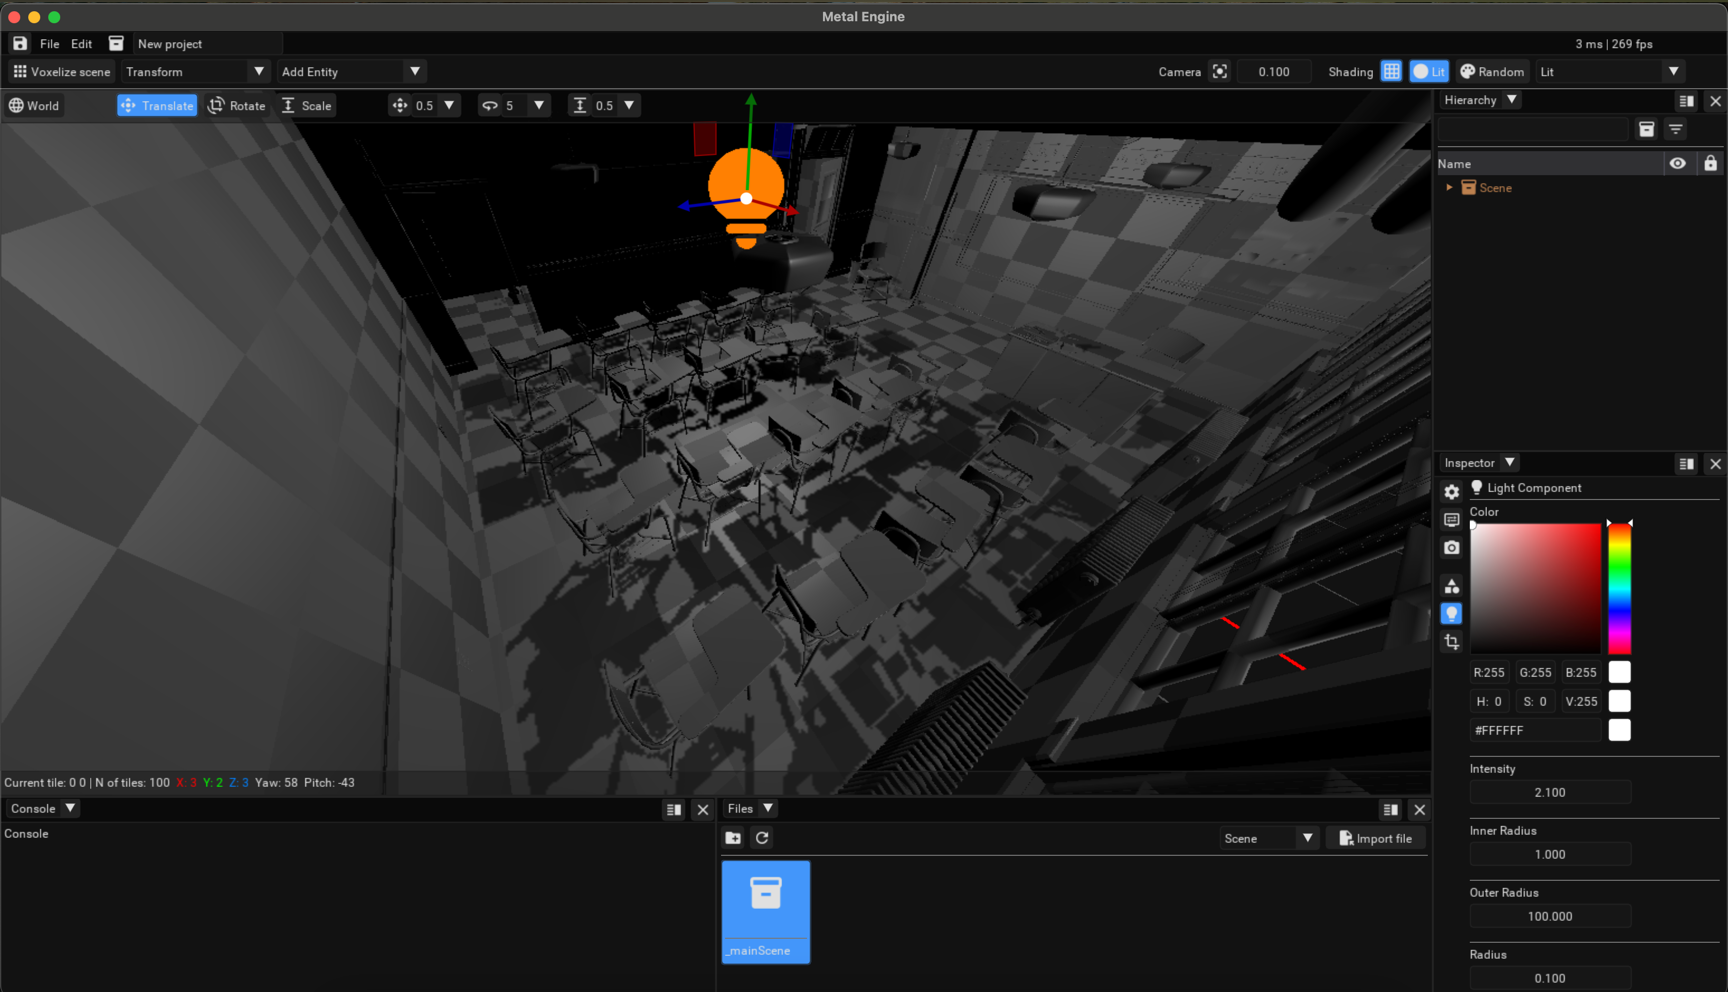 Metal Engine
File Edit New project 3 ms | 269 fps
Voxelize scene Transform Add Entity Camera 0.100 Shading Lit Random Lit
World Translate Rotate Scale 0.5 5 0.5
Hierarchy
Name
Scene
Inspector
Light Component
Color
R:255 G:255 B:255
H: 0 S: 0 V:255
#FFFFFF
Intensity
2.100
Inner Radius
1.000
Outer Radius
100.000
Radius
0.100
Current tile: 0 0 | N of tiles: 100 X: 3 Y: 2 Z: 3 Yaw: 58 Pitch: -43
Console
Console
Files
Scene Import file
_mainScene